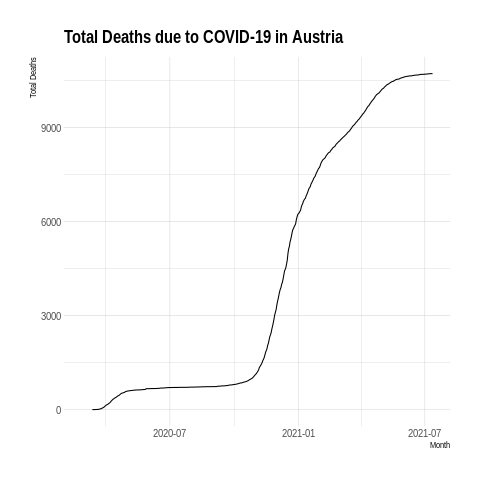 Total Deaths due to COVID-19 in Austria
Total Deaths
9000
6000
3000
0
2020-07
2021-01
2021-07
Month